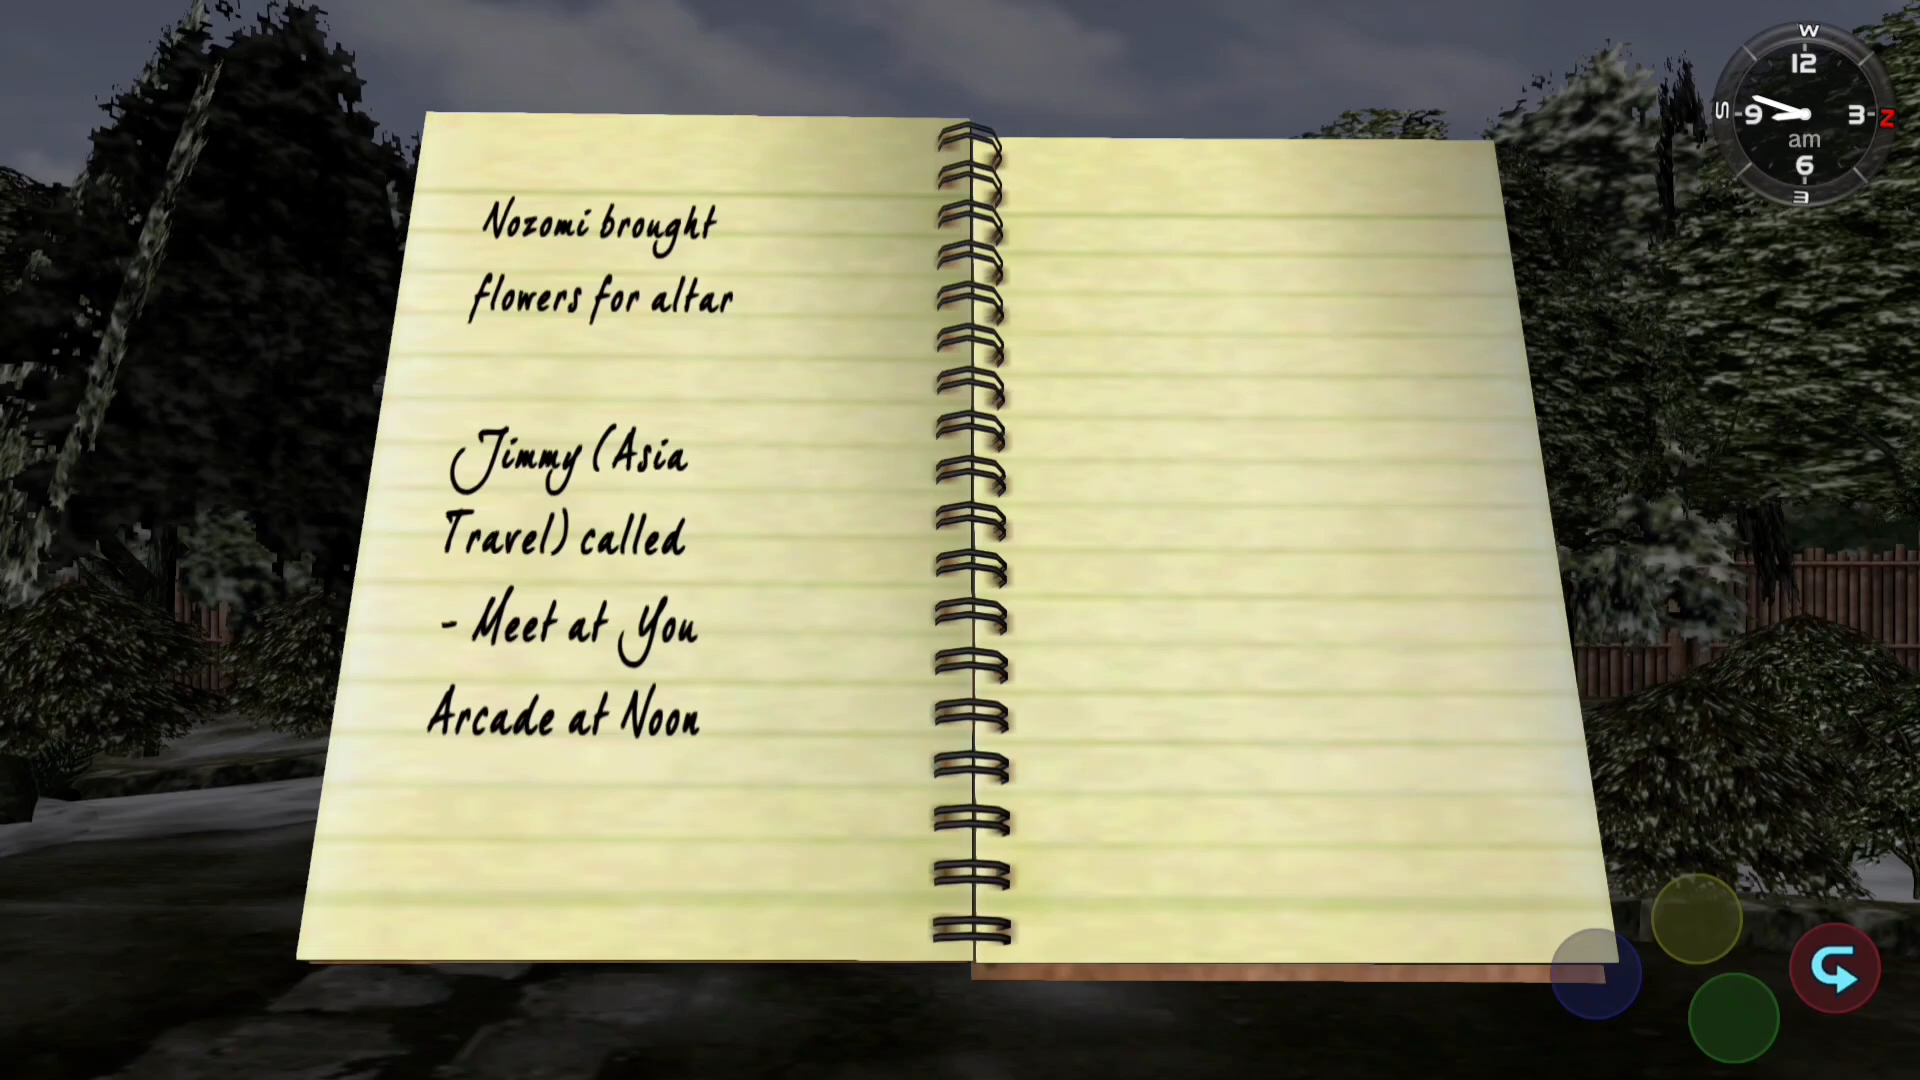 Nozomi brought
flowers for altar
Jimmy (Asia
Travel) called
- Meet at You
Arcade at Noon
W
12
S
9
3
N
am
6
E